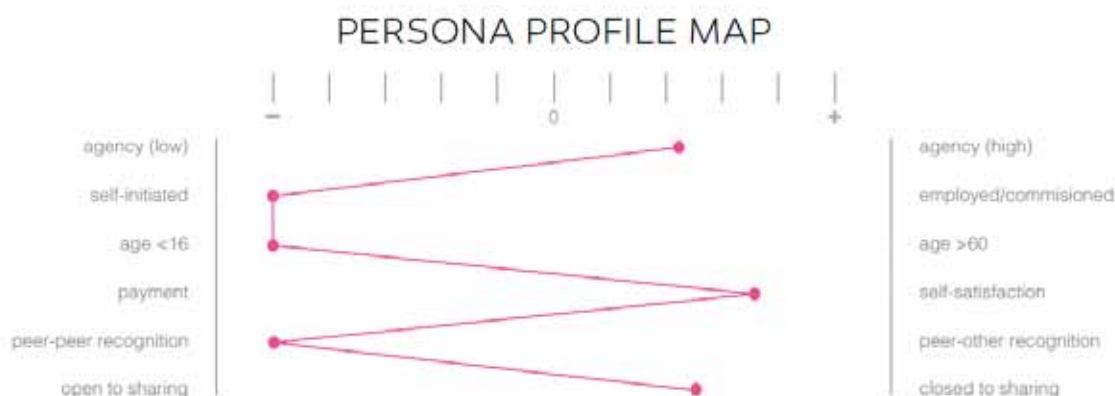 PERSONA PROFILE MAP
– 0 +
agency (low) agency (high)
self-initiated employed/commisioned
age <16 age >60
payment self-satisfaction
peer-peer recognition peer-other recognition
open to sharing closed to sharing